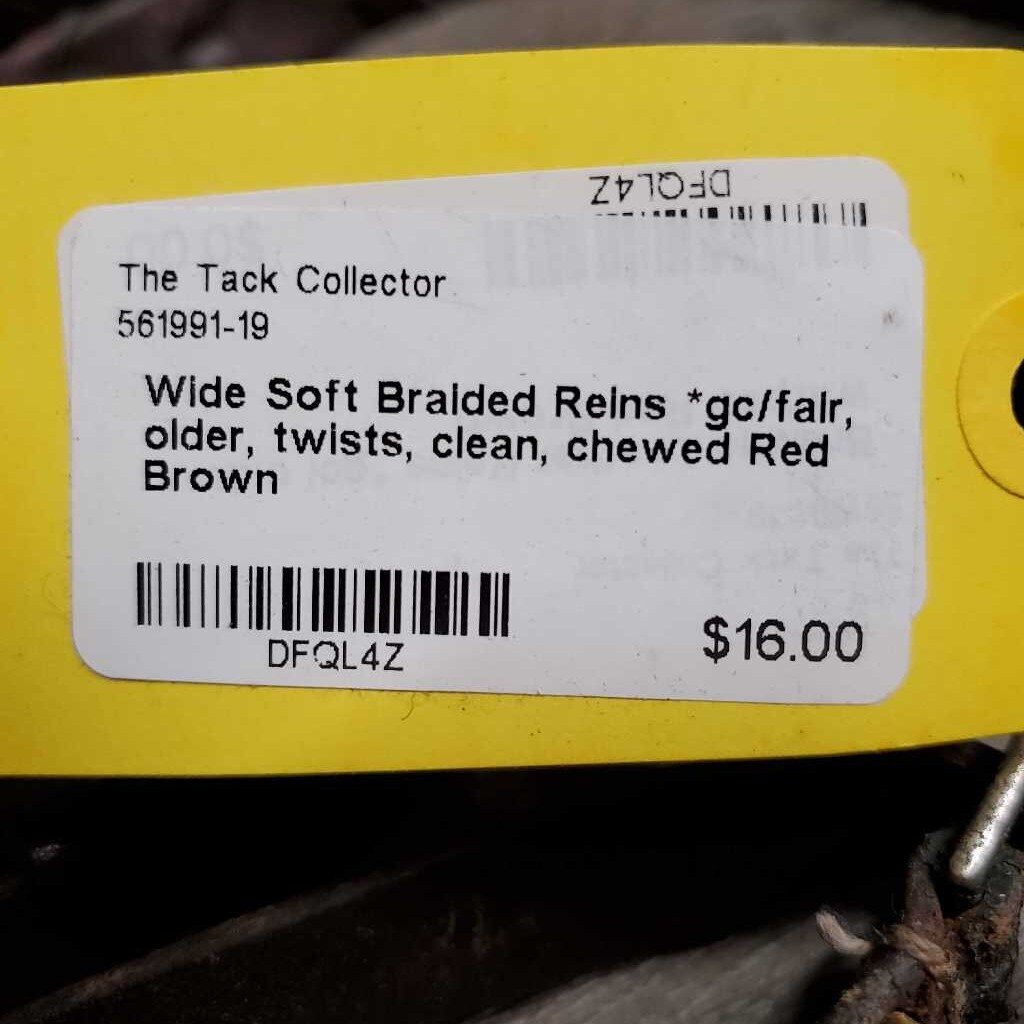 DFQL4Z
The Tack Collector
561991-19
Wide Soft Braided Reins *gc/fair,
older, twists, clean, chewed Red
Brown
DFQL4Z
$16.00